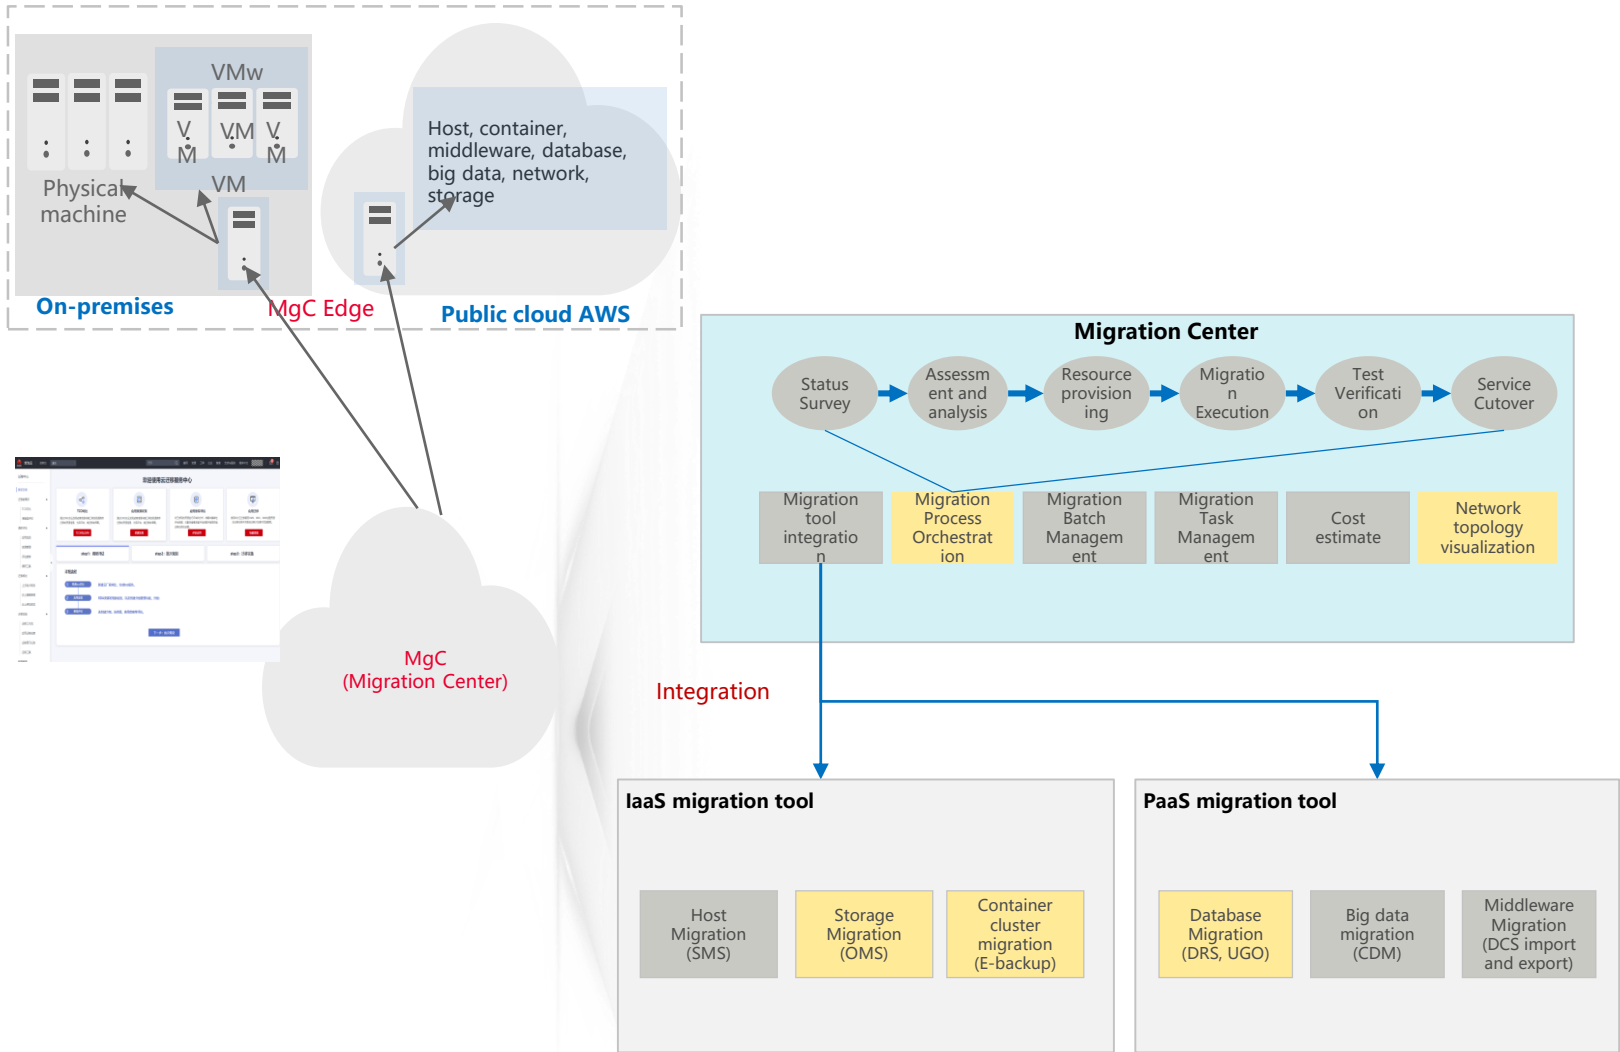 VMw
V
M
VM
V
M
Physical
machine
VM
Host, container,
middleware, database,
big data, network,
storage
On-premises
MgC Edge
Public cloud AWS
MgC
(Migration Center)
Migration Center
Status
Survey
Assessm
ent and
analysis
Resource
provision
ing
Migratio
n
Execution
Test
Verificati
on
Service
Cutover
Migration
tool
integratio
n
Migration
Process
Orchestrat
ion
Migration
Batch
Managem
ent
Migration
Task
Managem
ent
Cost
estimate
Network
topology
visualization
Integration
IaaS migration tool
Host
Migration
(SMS)
Storage
Migration
(OMS)
Container
cluster
migration
(E-backup)
PaaS migration tool
Database
Migration
(DRS, UGO)
Big data
migration
(CDM)
Middleware
Migration
(DCS import
and export)